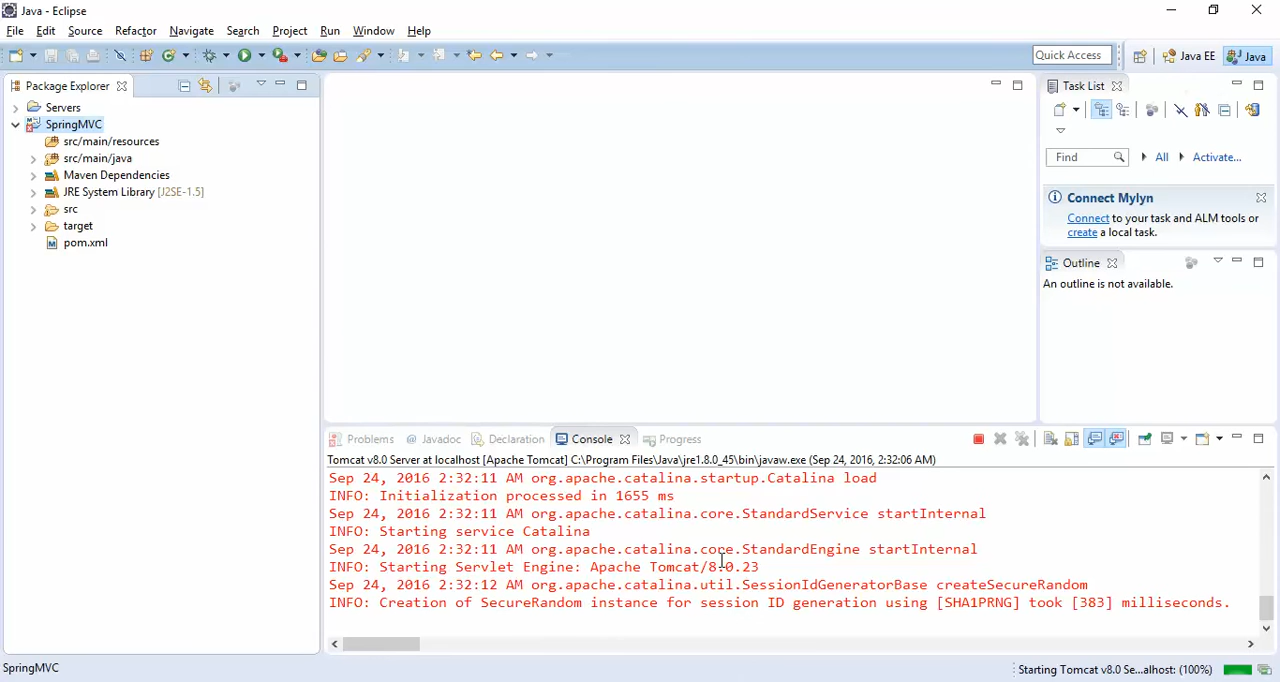 Java - Eclipse
File Edit Source Refactor Navigate Search Project Run Window Help
Quick Access
Java EE
Java
Package Explorer
Servers
SpringMVC
src/main/resources
src/main/java
Maven Dependencies
JRE System Library [J2SE-1.5]
src
target
pom.xml
Task List
Find
All
Activate...
Connect Mylyn
Connect to your task and ALM tools or
create a local task.
Outline
An outline is not available.
Problems @ Javadoc Declaration Console Progress
Tomcat v8.0 Server at localhost [Apache Tomcat] C:\Program Files\Java\jre1.8.0_45\bin\javaw.exe (Sep 24, 2016, 2:32:06 AM)
Sep 24, 2016 2:32:11 AM org.apache.catalina.startup.Catalina load
INFO: Initialization processed in 1655 ms
Sep 24, 2016 2:32:11 AM org.apache.catalina.core.StandardService startInternal
INFO: Starting service Catalina
Sep 24, 2016 2:32:11 AM org.apache.catalina.core.StandardEngine startInternal
INFO: Starting Servlet Engine: Apache Tomcat/8.0.23
Sep 24, 2016 2:32:12 AM org.apache.catalina.util.SessionIdGeneratorBase createSecureRandom
INFO: Creation of SecureRandom instance for session ID generation using [SHA1PRNG] took [383] milliseconds.
SpringMVC
Starting Tomcat v8.0 Se...alhost: (100%)